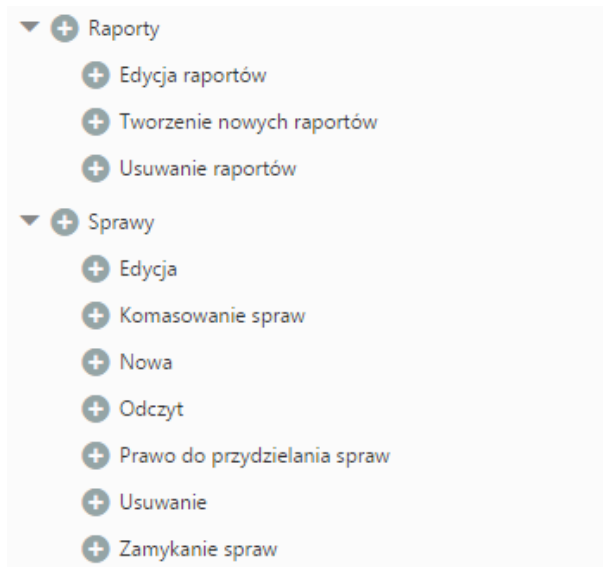 Raporty
Edycja raportów
Tworzenie nowych raportów
Usuwanie raportów
Sprawy
Edycja
Komasowanie spraw
Nowa
Odczyt
Prawo do przydzielania spraw
Usuwanie
Zamykanie spraw